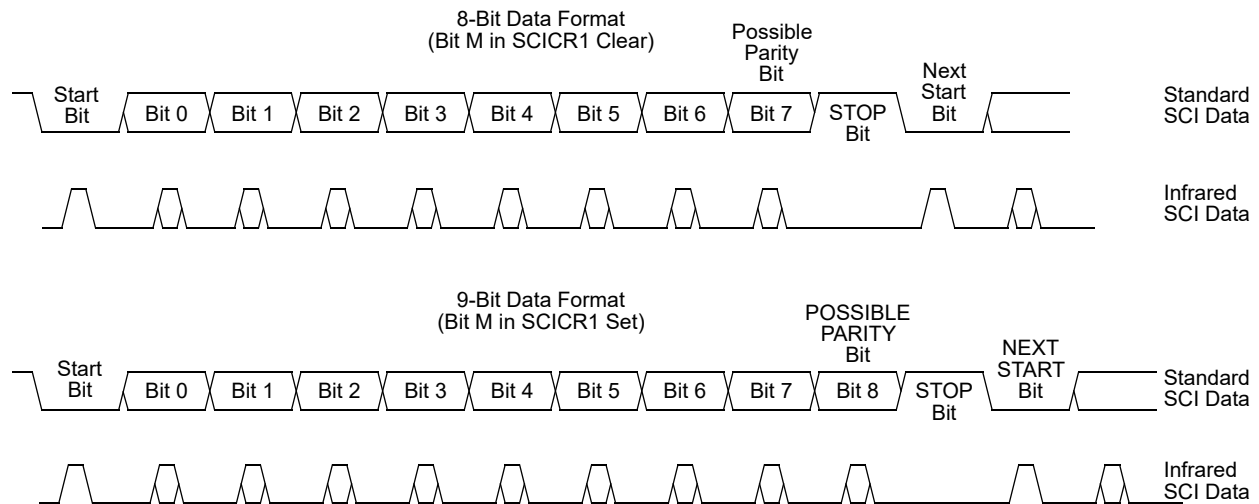 8-Bit Data Format
(Bit M in SCICR1 Clear)
Possible
Parity
Bit
Start
Bit
Bit 0
Bit 1
Bit 2
Bit 3
Bit 4
Bit 5
Bit 6
Bit 7
STOP
Bit
Next
Start
Bit
Standard
SCI Data
Infrared
SCI Data
9-Bit Data Format
(Bit M in SCICR1 Set)
POSSIBLE
PARITY
Bit
Start
Bit
Bit 0
Bit 1
Bit 2
Bit 3
Bit 4
Bit 5
Bit 6
Bit 7
Bit 8
STOP
Bit
NEXT
START
Bit
Standard
SCI Data
Infrared
SCI Data